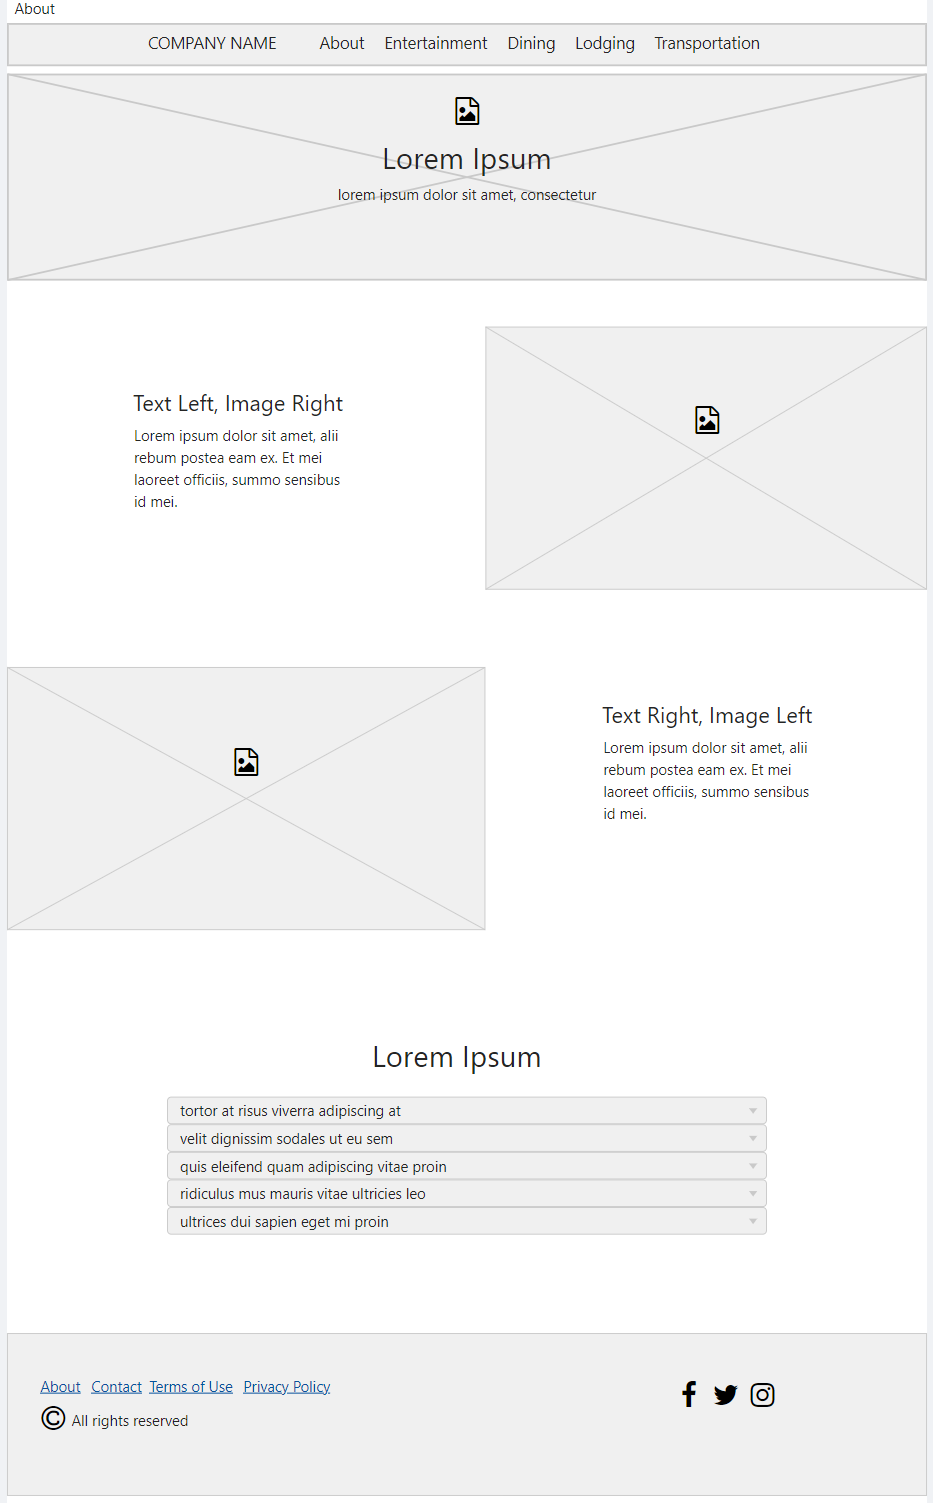 About
COMPANY NAME About Entertainment Dining Lodging Transportation
Lorem Ipsum
lorem ipsum dolor sit amet, consectetur
Text Left, Image Right
Lorem ipsum dolor sit amet, alii
rebum postea eam ex. Et mei
laoreet officiis, summo sensibus
id mei.
Text Right, Image Left
Lorem ipsum dolor sit amet, alii
rebum postea eam ex. Et mei
laoreet officiis, summo sensibus
id mei.
Lorem Ipsum
tortor at risus viverra adipiscing at
velit dignissim sodales ut eu sem
quis eleifend quam adipiscing vitae proin
ridiculus mus mauris vitae ultricies leo
ultrices dui sapien eget mi proin
About Contact Terms of Use Privacy Policy
© All rights reserved